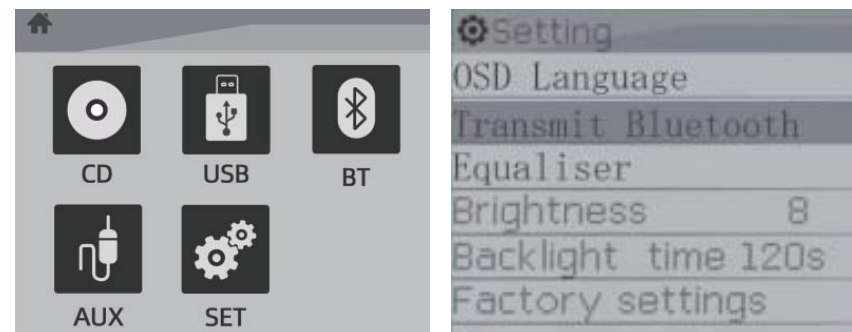 CD USB BT
AUX SET
Setting
OSD Language
Transmit Bluetooth
Equaliser
Brightness 8
Backlight time 120s
Factory settings